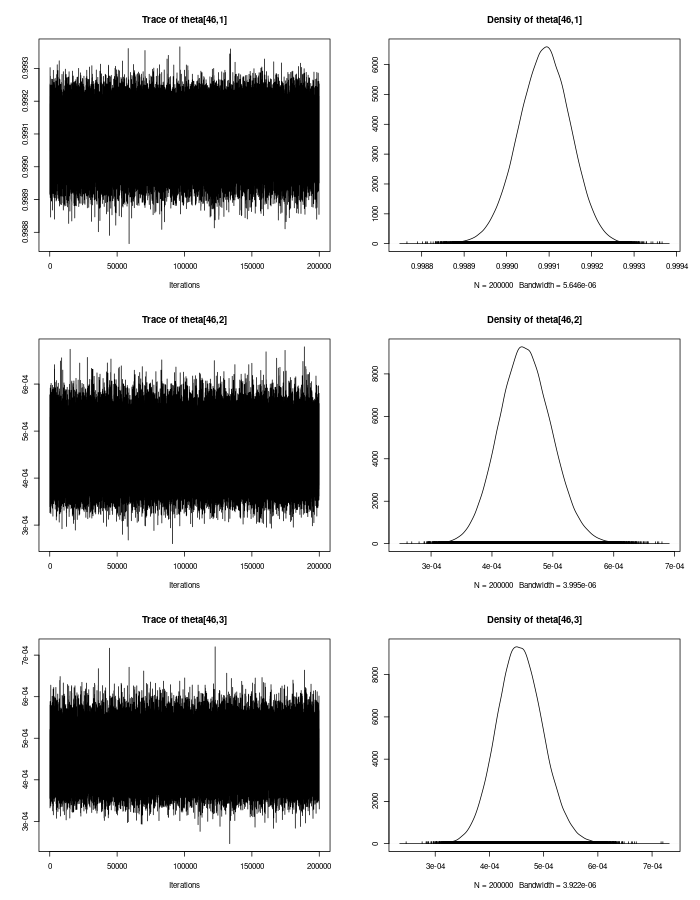 Trace of theta[46,1]
0.9988 0.9989 0.9990 0.9991 0.9992 0.9993
0 50000 100000 150000 200000
Iterations
Density of theta[46,1]
0 1000 2000 3000 4000 5000 6000
0.9988 0.9989 0.9990 0.9991 0.9992 0.9993 0.9994
N = 200000 Bandwidth = 5.646e-06
Trace of theta[46,2]
3e-04 4e-04 5e-04 6e-04
0 50000 100000 150000 200000
Iterations
Density of theta[46,2]
0 2000 4000 6000 8000
3e-04 4e-04 5e-04 6e-04 7e-04
N = 200000 Bandwidth = 3.995e-06
Trace of theta[46,3]
3e-04 4e-04 5e-04 6e-04 7e-04
0 50000 100000 150000 200000
Iterations
Density of theta[46,3]
0 2000 4000 6000 8000
3e-04 4e-04 5e-04 6e-04 7e-04
N = 200000 Bandwidth = 3.922e-06